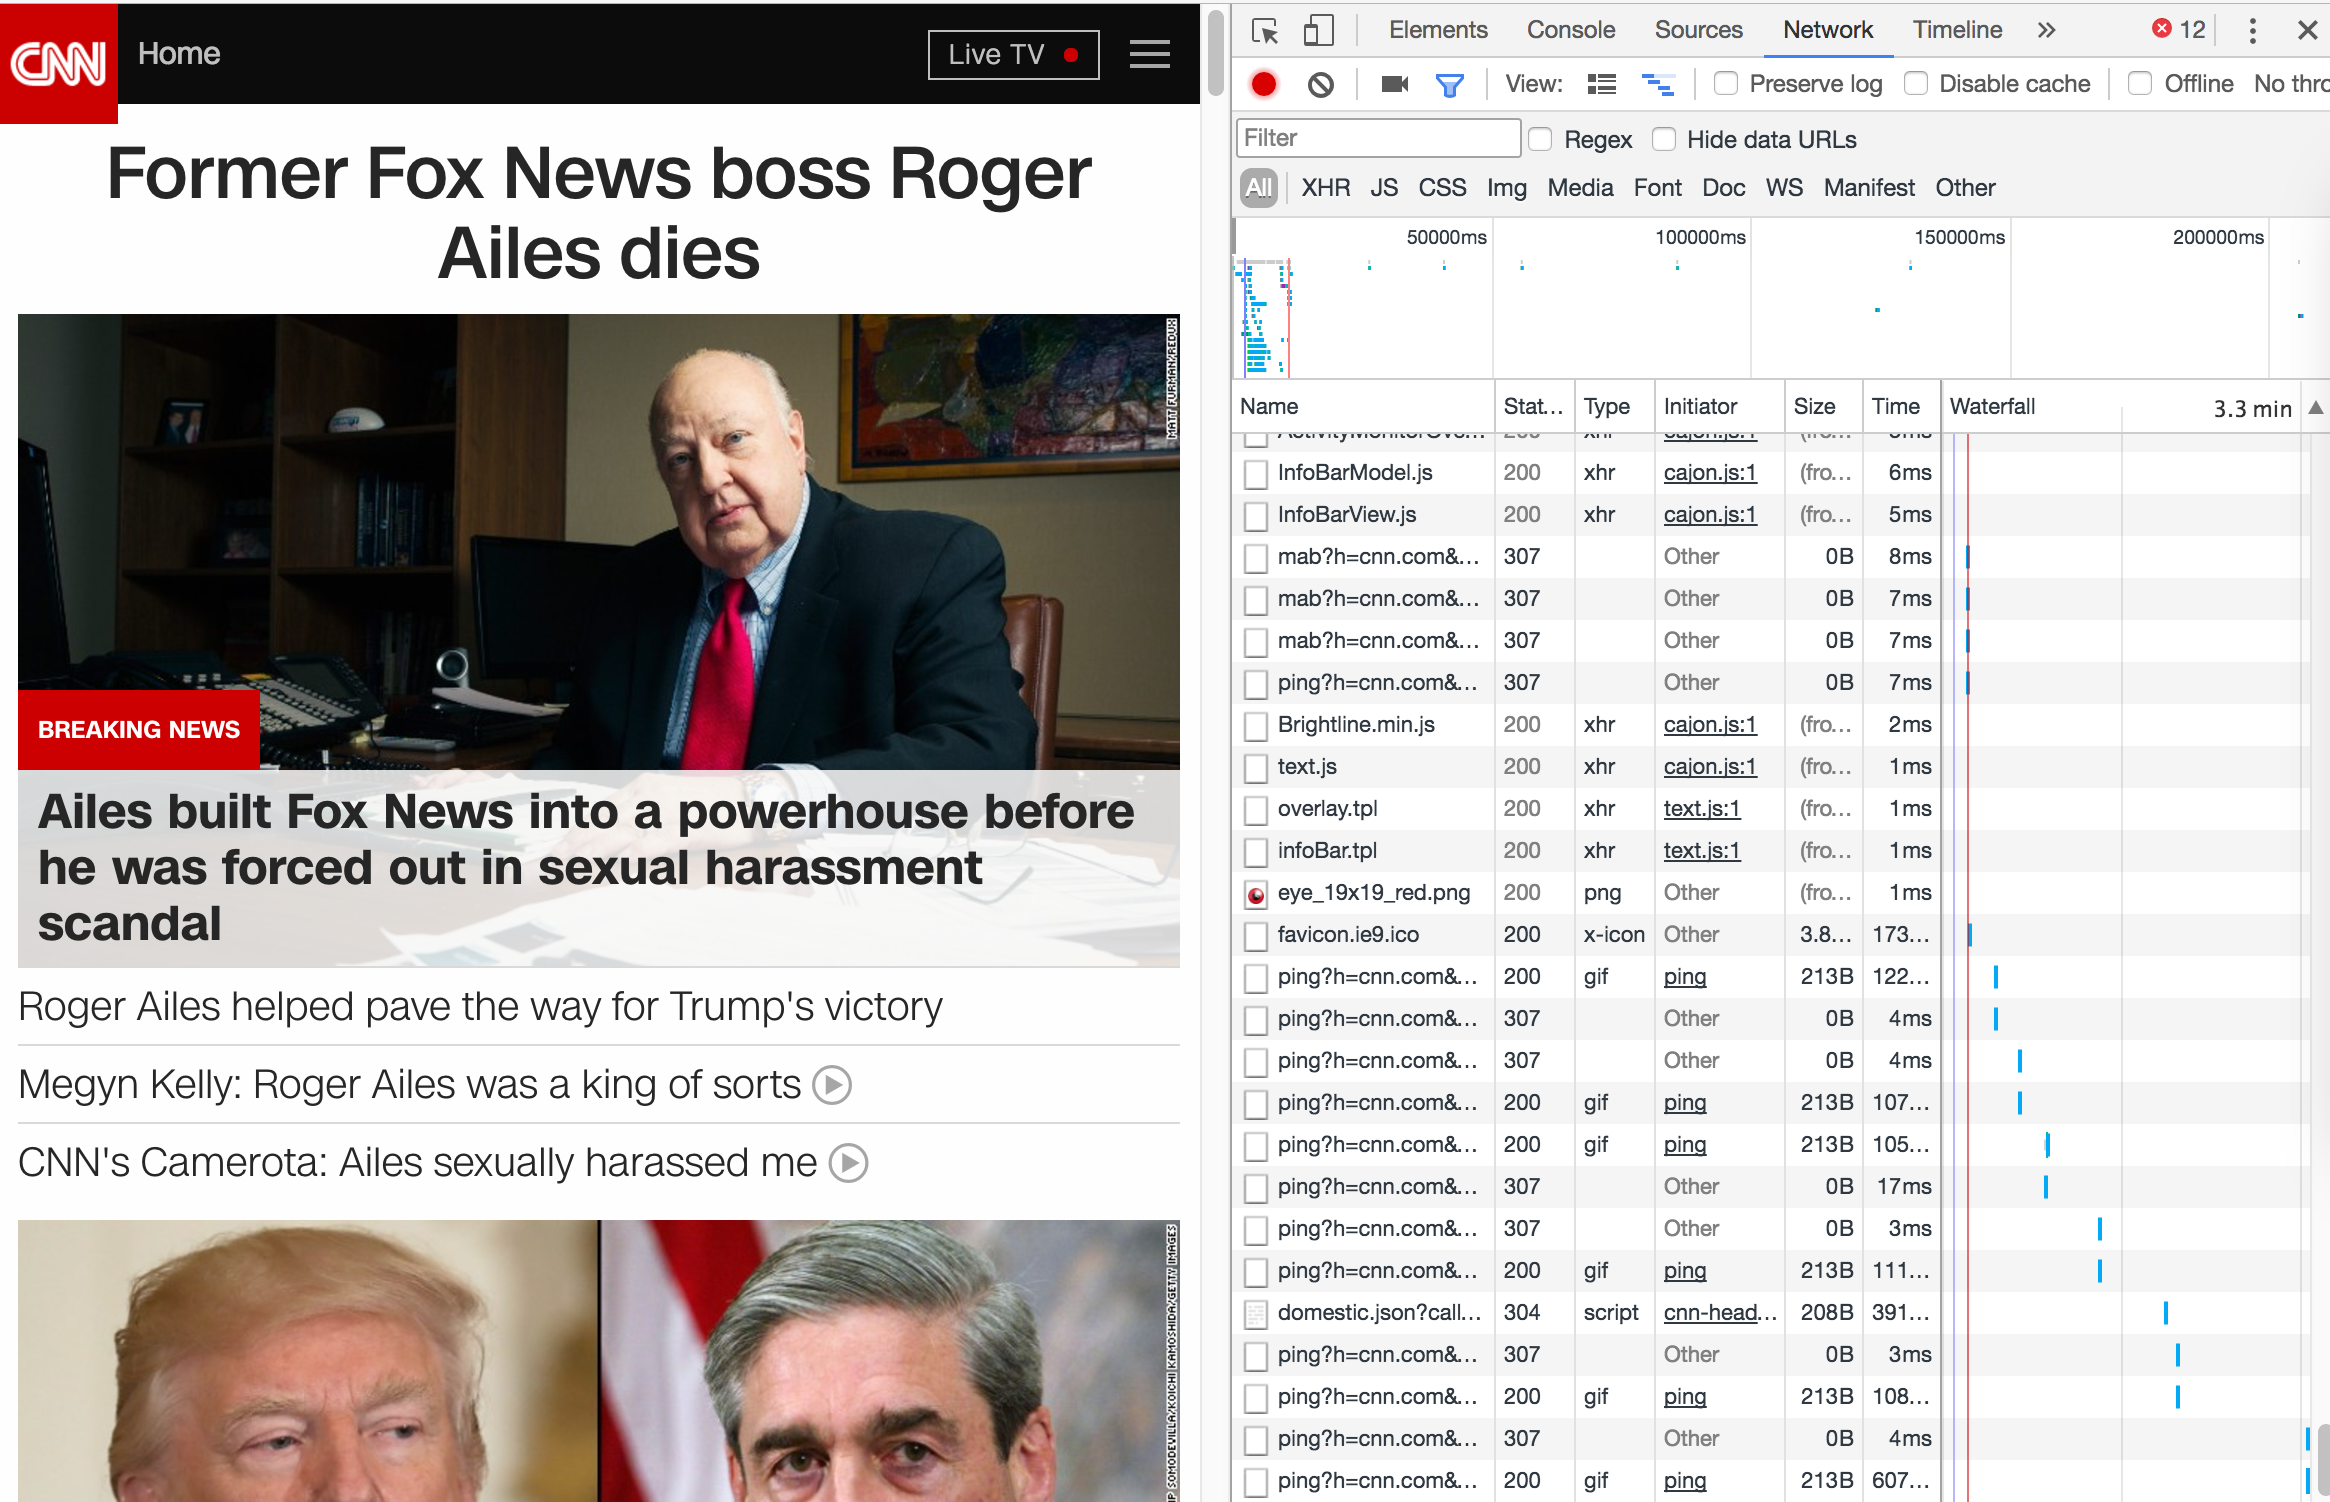 CNN
Home
Live TV
Former Fox News boss Roger
Ailes dies
MATT FURMAN/REDUX
BREAKING NEWS
Ailes built Fox News into a powerhouse before
he was forced out in sexual harassment
scandal
Roger Ailes helped pave the way for Trump's victory
Megyn Kelly: Roger Ailes was a king of sorts
CNN's Camerota: Ailes sexually harassed me
SOMODEVILLA/KOICHI KAMOSHIDA/GETTY IMAGES
Elements Console Sources Network Timeline » 12
View: Preserve log Disable cache Offline No thro
Filter Regex Hide data URLs
All XHR JS CSS Img Media Font Doc WS Manifest Other
50000ms 100000ms 150000ms 200000ms
Name Stat... Type Initiator Size Time Waterfall 3.3 min
InfoBarModel.js 200 xhr cajon.js:1 (fro... 6ms
InfoBarView.js 200 xhr cajon.js:1 (fro... 5ms
mab?h=cnn.com&... 307 Other 0B 8ms
mab?h=cnn.com&... 307 Other 0B 7ms
mab?h=cnn.com&... 307 Other 0B 7ms
ping?h=cnn.com&... 307 Other 0B 7ms
Brightline.min.js 200 xhr cajon.js:1 (fro... 2ms
text.js 200 xhr cajon.js:1 (fro... 1ms
overlay.tpl 200 xhr text.js:1 (fro... 1ms
infoBar.tpl 200 xhr text.js:1 (fro... 1ms
eye_19x19_red.png 200 png Other (fro... 1ms
favicon.ie9.ico 200 x-icon Other 3.8... 173...
ping?h=cnn.com&... 200 gif ping 213B 122...
ping?h=cnn.com&... 307 Other 0B 4ms
ping?h=cnn.com&... 307 Other 0B 4ms
ping?h=cnn.com&... 200 gif ping 213B 107...
ping?h=cnn.com&... 200 gif ping 213B 105...
ping?h=cnn.com&... 307 Other 0B 17ms
ping?h=cnn.com&... 307 Other 0B 3ms
ping?h=cnn.com&... 200 gif ping 213B 111...
domestic.json?call... 304 script cnn-head... 208B 391...
ping?h=cnn.com&... 307 Other 0B 3ms
ping?h=cnn.com&... 200 gif ping 213B 108...
ping?h=cnn.com&... 307 Other 0B 4ms
ping?h=cnn.com&... 200 gif ping 213B 607...